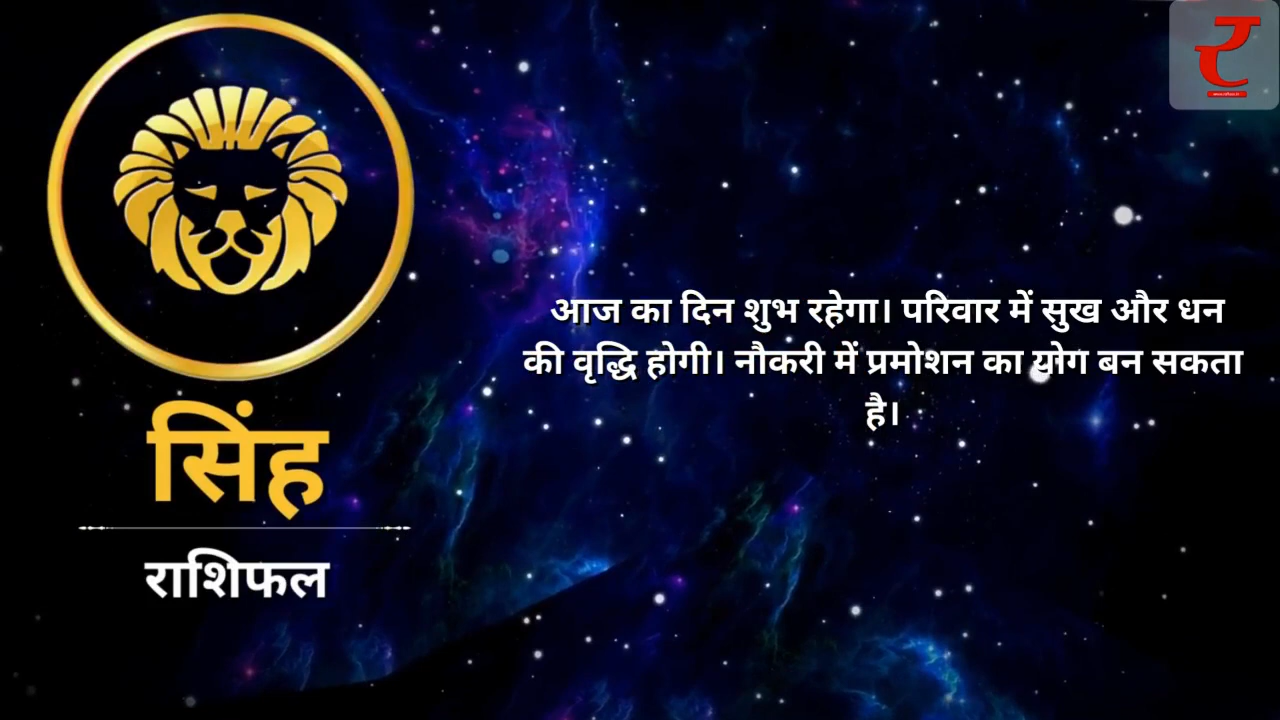 सिंह
राशिफल
आज का दिन शुभ रहेगा। परिवार में सुख और धन
की वृद्धि होगी। नौकरी में प्रमोशन का योग बन सकता
है।